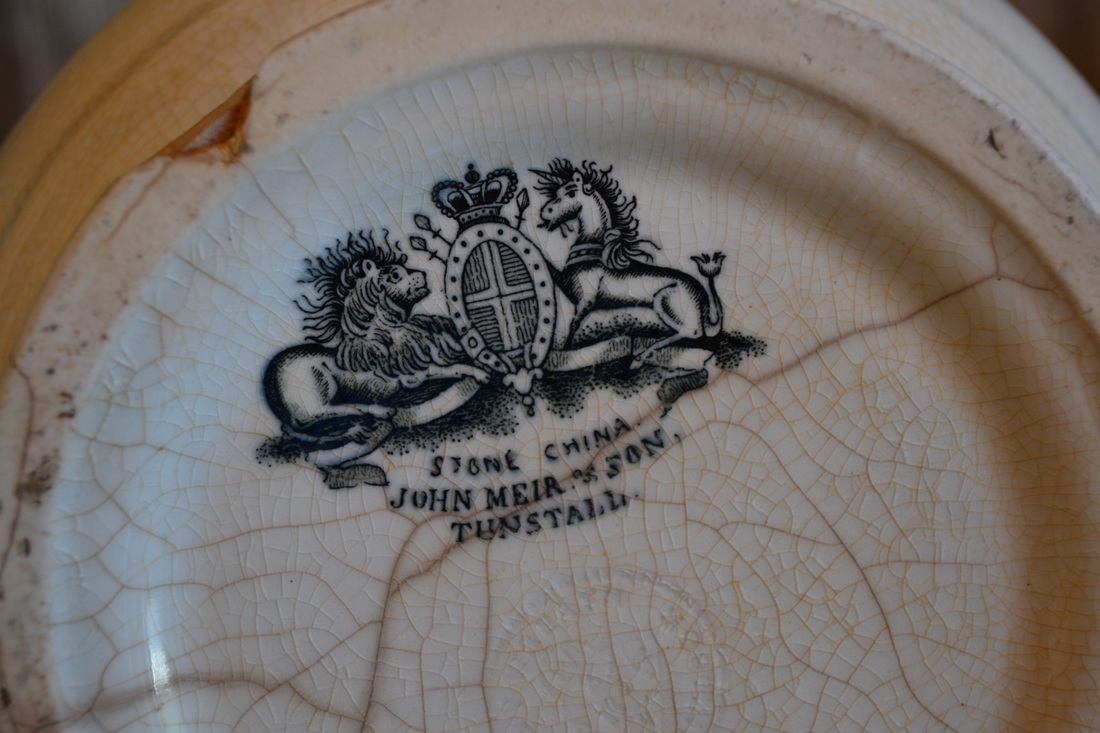 STONE CHINA.
JOHN MEIR & SON,
TUNSTALL.